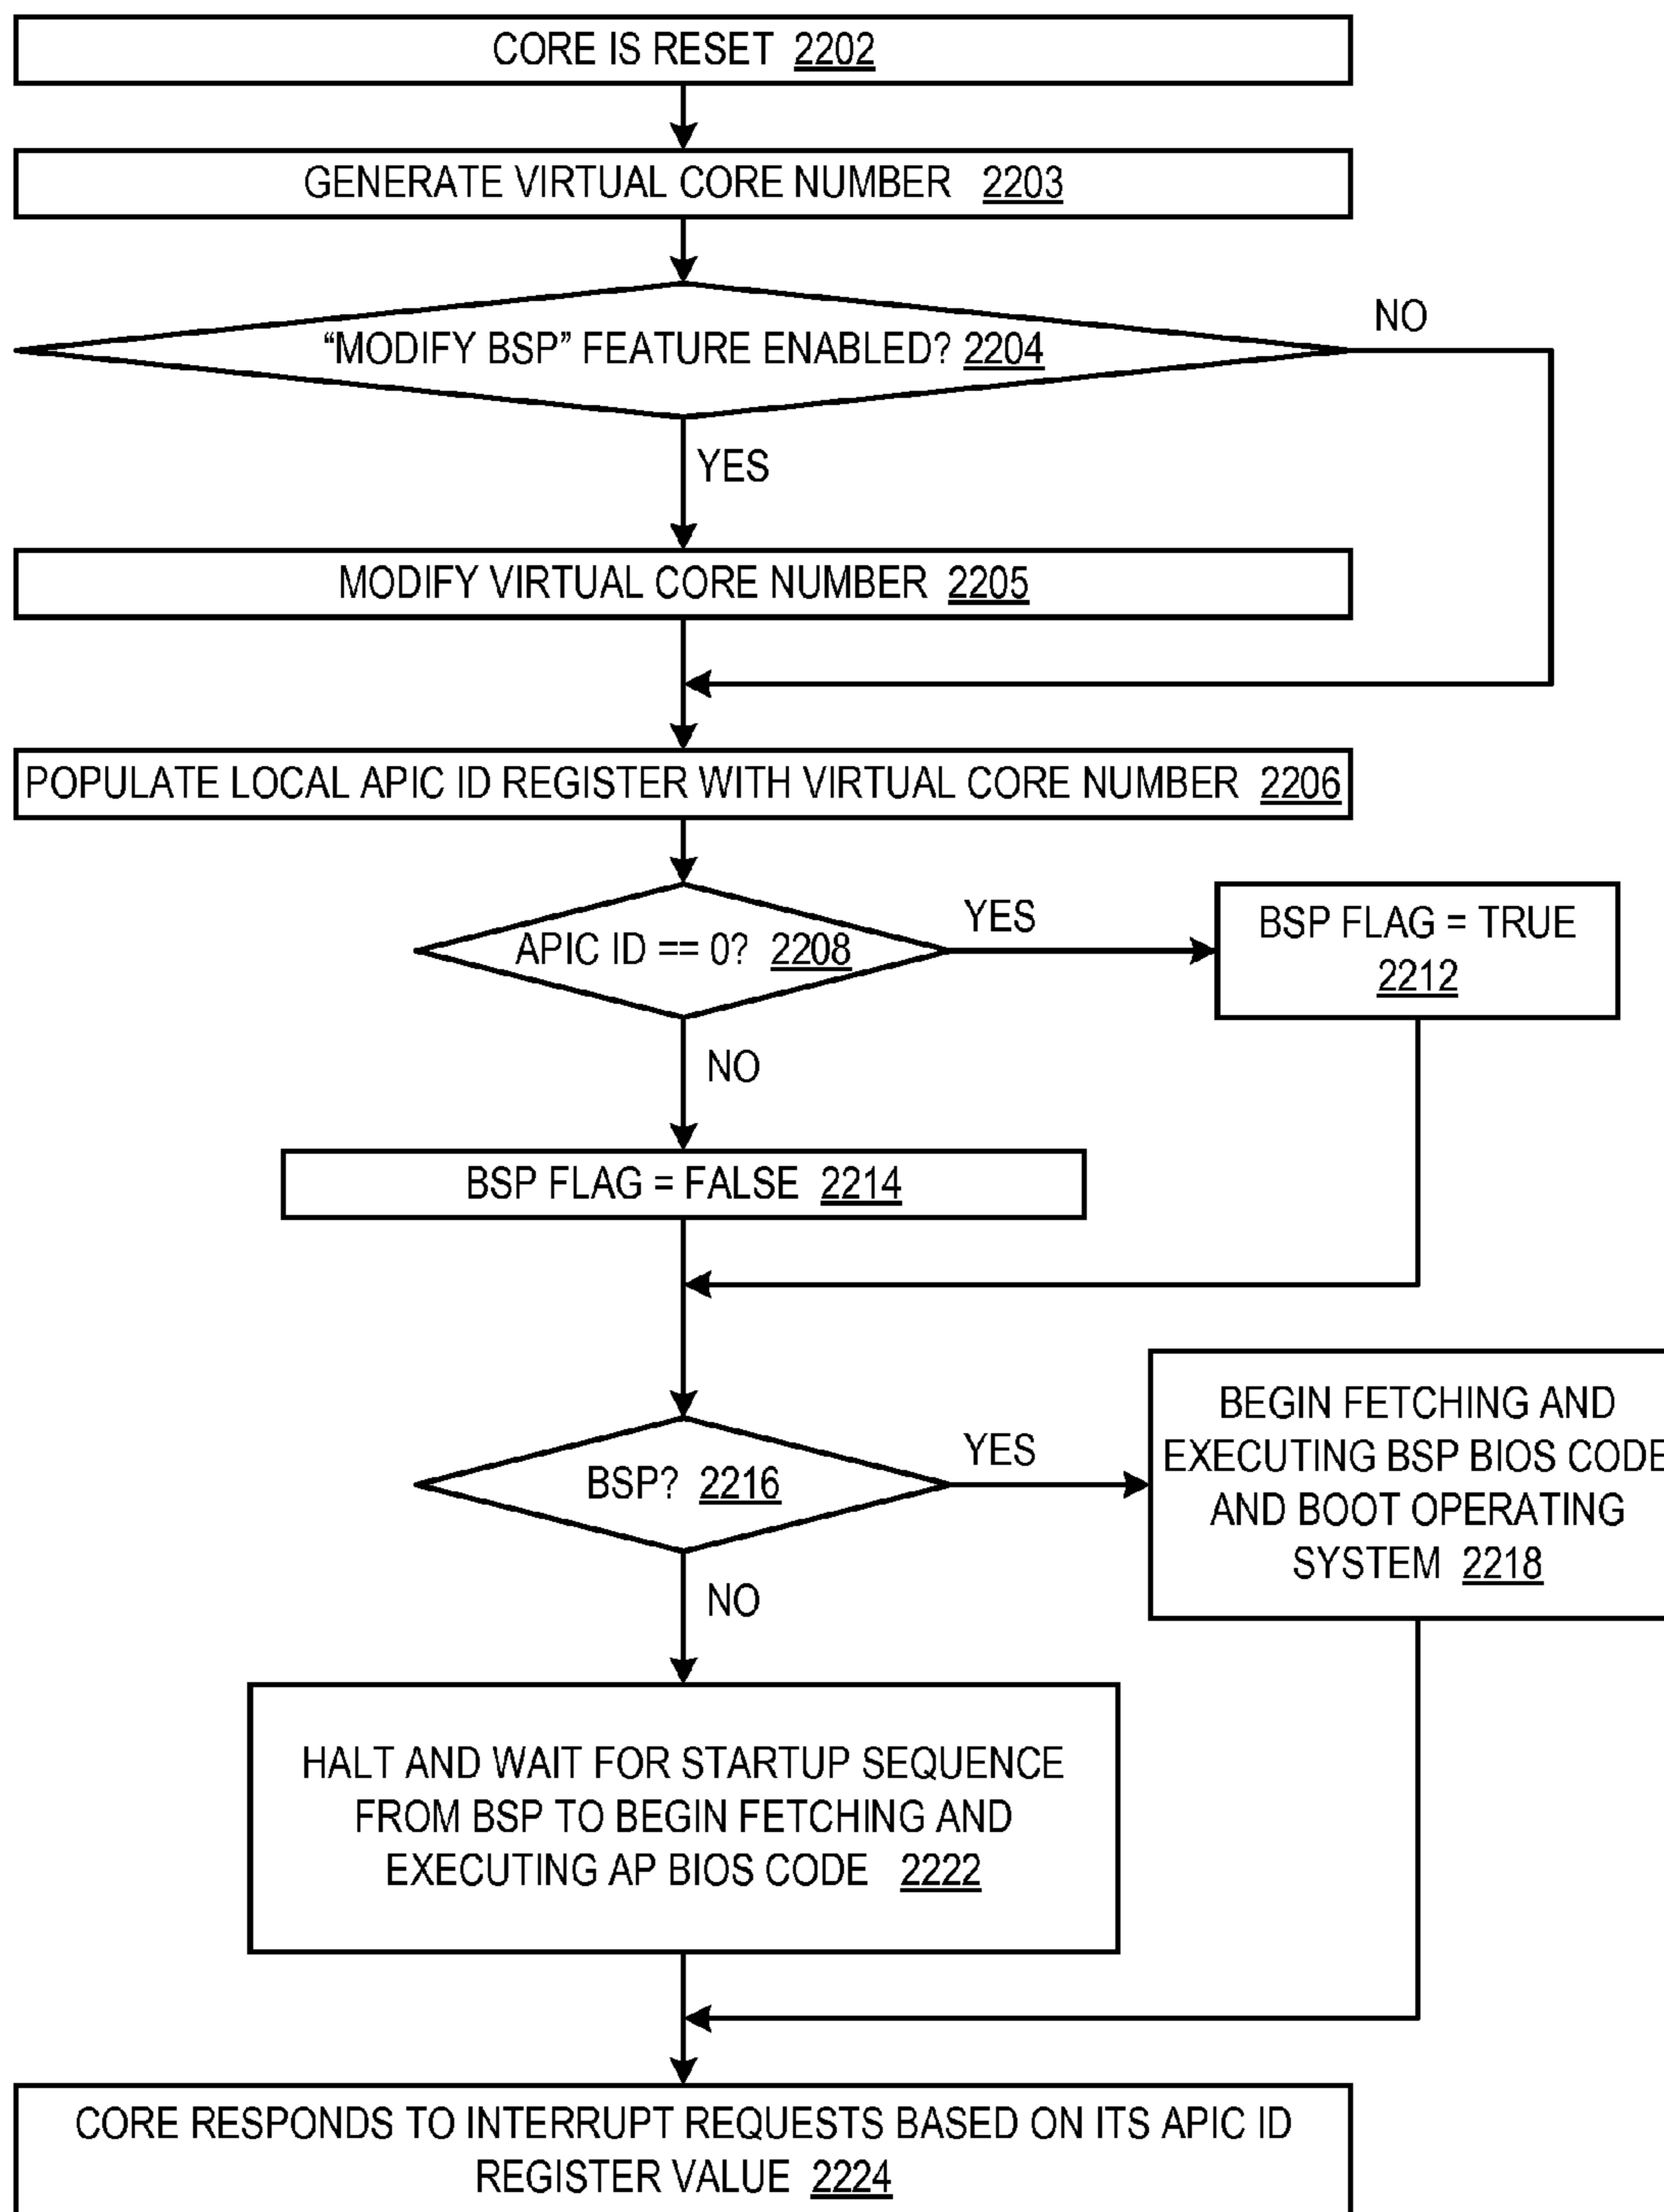 CORE IS RESET 2202
GENERATE VIRTUAL CORE NUMBER 2203
“MODIFY BSP” FEATURE ENABLED? 2204
NO
YES
MODIFY VIRTUAL CORE NUMBER 2205
POPULATE LOCAL APIC ID REGISTER WITH VIRTUAL CORE NUMBER 2206
APIC ID == 0? 2208
YES
BSP FLAG = TRUE
2212
NO
BSP FLAG = FALSE 2214
BSP? 2216
YES
BEGIN FETCHING AND
EXECUTING BSP BIOS CODE
AND BOOT OPERATING
SYSTEM 2218
NO
HALT AND WAIT FOR STARTUP SEQUENCE
FROM BSP TO BEGIN FETCHING AND
EXECUTING AP BIOS CODE 2222
CORE RESPONDS TO INTERRUPT REQUESTS BASED ON ITS APIC ID
REGISTER VALUE 2224